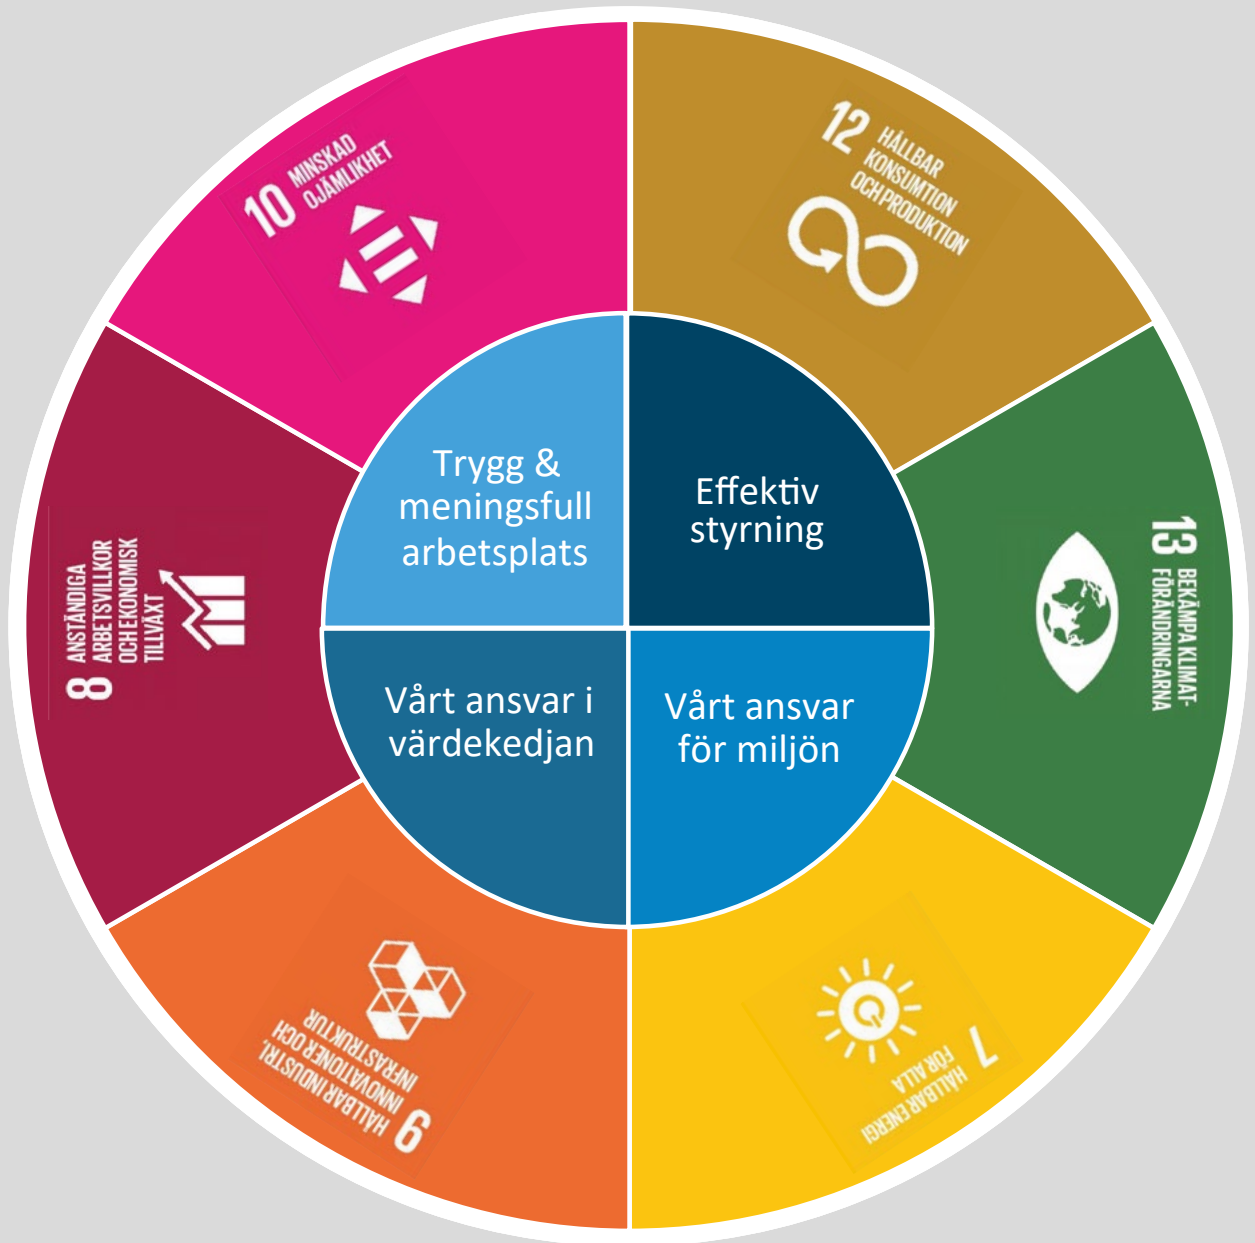 10 MINSKAD
OJÄMLIKHET
12 HÅLLBAR
KONSUMTION
OCH PRODUKTION
13 BEKÄMPA KLIMAT-
FÖRÄNDRINGARNA
7 HÅLLBAR ENERGI
FÖR ALLA
9 HÅLLBAR INDUSTRI,
INNOVATIONER OCH
INFRASTRUKTUR
8 ANSTÄNDIGA
ARBETSVILLKOR
OCH EKONOMISK
TILLVÄXT
Trygg &
meningsfull
arbetsplats
Effektiv
styrning
Vårt ansvar i
värdekedjan
Vårt ansvar
för miljön